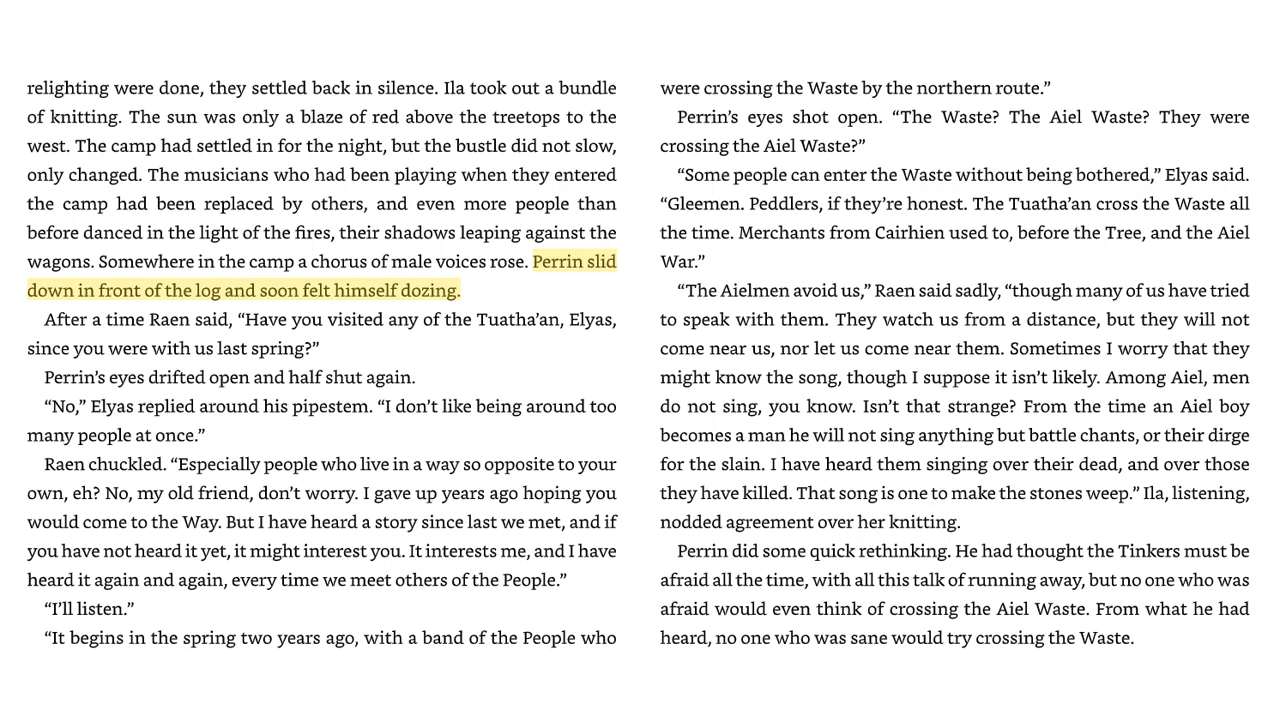 relighting were done, they settled back in silence. Ila took out a bundle
of knitting. The sun was only a blaze of red above the treetops to the
west. The camp had settled in for the night, but the bustle did not slow,
only changed. The musicians who had been playing when they entered
the camp had been replaced by others, and even more people than
before danced in the light of the fires, their shadows leaping against the
wagons. Somewhere in the camp a chorus of male voices rose. Perrin slid
down in front of the log and soon felt himself dozing.
After a time Raen said, “Have you visited any of the Tuatha’an, Elyas,
since you were with us last spring?”
Perrin’s eyes drifted open and half shut again.
“No,” Elyas replied around his pipestem. “I don’t like being around too
many people at once.”
Raen chuckled. “Especially people who live in a way so opposite to your
own, eh? No, my old friend, don’t worry. I gave up years ago hoping you
would come to the Way. But I have heard a story since last we met, and if
you have not heard it yet, it might interest you. It interests me, and I have
heard it again and again, every time we meet others of the People.”
“I’ll listen.”
“It begins in the spring two years ago, with a band of the People who
were crossing the Waste by the northern route.”
Perrin’s eyes shot open. “The Waste? The Aiel Waste? They were
crossing the Aiel Waste?”
“Some people can enter the Waste without being bothered,” Elyas said.
“Gleemen. Peddlers, if they’re honest. The Tuatha’an cross the Waste all
the time. Merchants from Cairhien used to, before the Tree, and the Aiel
War.”
“The Aielmen avoid us,” Raen said sadly, “though many of us have tried
to speak with them. They watch us from a distance, but they will not
come near us, nor let us come near them. Sometimes I worry that they
might know the song, though I suppose it isn’t likely. Among Aiel, men
do not sing, you know. Isn’t that strange? From the time an Aiel boy
becomes a man he will not sing anything but battle chants, or their dirge
for the slain. I have heard them singing over their dead, and over those
they have killed. That song is one to make the stones weep.” Ila, listening,
nodded agreement over her knitting.
Perrin did some quick rethinking. He had thought the Tinkers must be
afraid all the time, with all this talk of running away, but no one who was
afraid would even think of crossing the Aiel Waste. From what he had
heard, no one who was sane would try crossing the Waste.